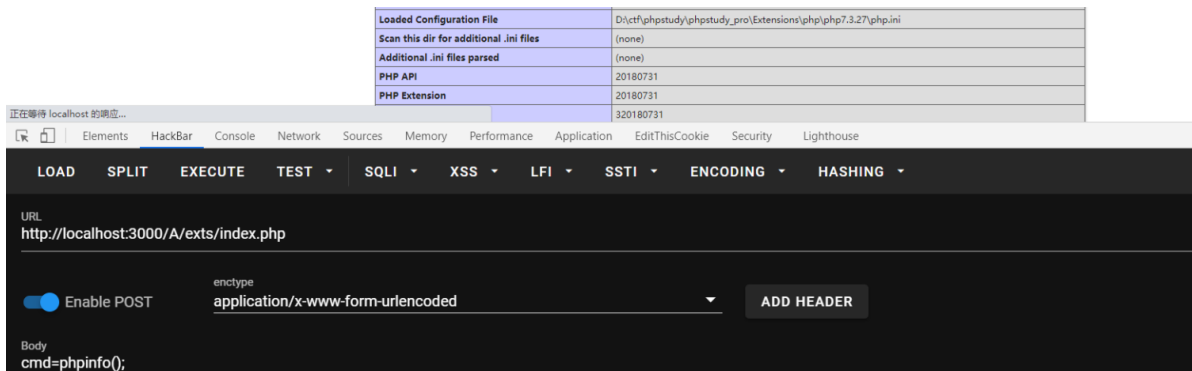 Loaded Configuration File D:\ctf\phpstudy\phpstudy_pro\Extensions\php\php7.3.27\php.ini
Scan this dir for additional .ini files (none)
Additional .ini files parsed (none)
PHP API 20180731
PHP Extension 20180731
320180731
正在等待 localhost 的响应...
Elements HackBar Console Network Sources Memory Performance Application EditThisCookie Security Lighthouse
LOAD SPLIT EXECUTE TEST SQLI XSS LFI SSTI ENCODING HASHING
URL
http://localhost:3000/A/exts/index.php
enctype
Enable POST application/x-www-form-urlencoded ADD HEADER
Body
cmd=phpinfo();